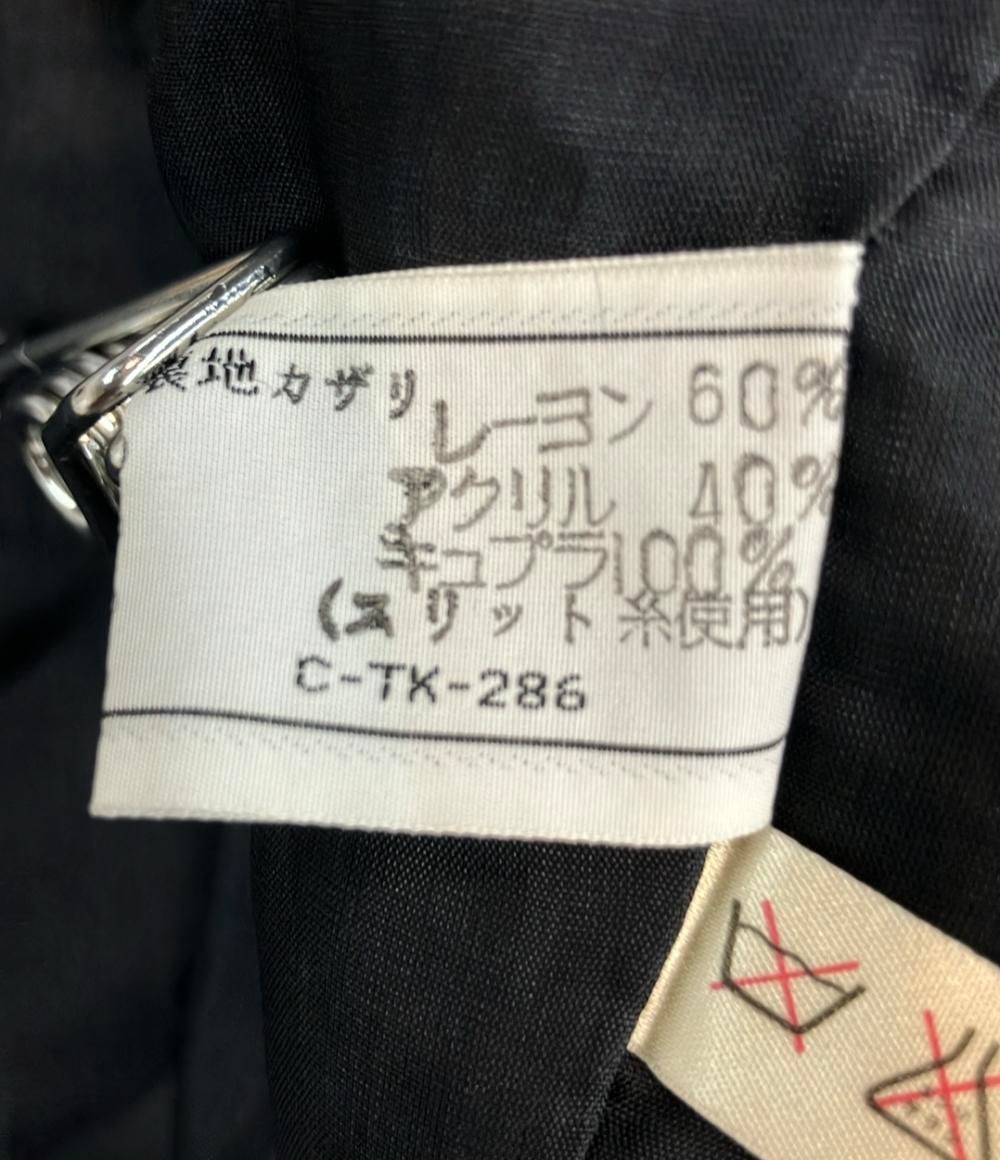 裏地カザリ
レーヨン 60%
アクリル 40%
キュプラ100%
(スリット糸使用)
C-TK-286